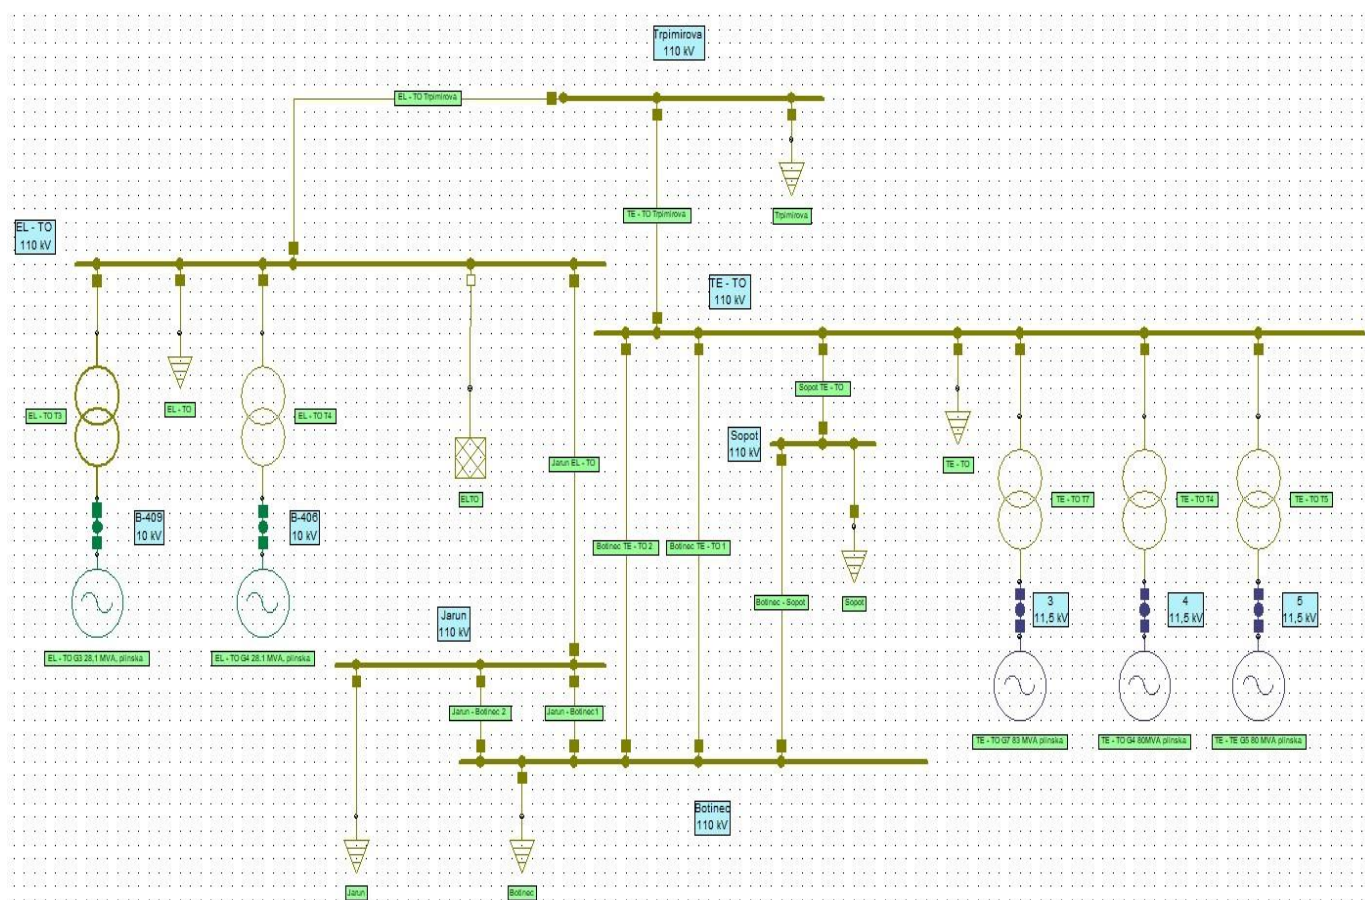 Trpimirova
110 kV
EL - TO Trpimirova
TE - TO Trpimirova
Trpimirova
EL - TO
110 kV
TE - TO
110 kV
Sopot TE - TO
EL - TO T3
EL - TO
EL - TO T4
Sopot
110 kV
Jarun EL - TO
TE - TO
ELTO
TE - TO T7
TE - TO T4
TE - TO T5
B-409
10 kV
B-406
10 kV
Botinec TE - TO 2
Botinec TE - TO 1
Botinec - Sopot
Sopot
3
11,5 kV
4
11,5 kV
5
11,5 kV
Jarun
110 kV
EL - TO G3 28,1 MVA, plinska
EL - TO G4 28.1 MVA, plinska
Jarun - Botinec 2
Jarun - Botinec1
TE - TO G7 83 MVA plinska
TE - TO G4 80MVA plinska
TE - TE G5 80 MVA plinska
Botinec
110 kV
Jarun
Botinec